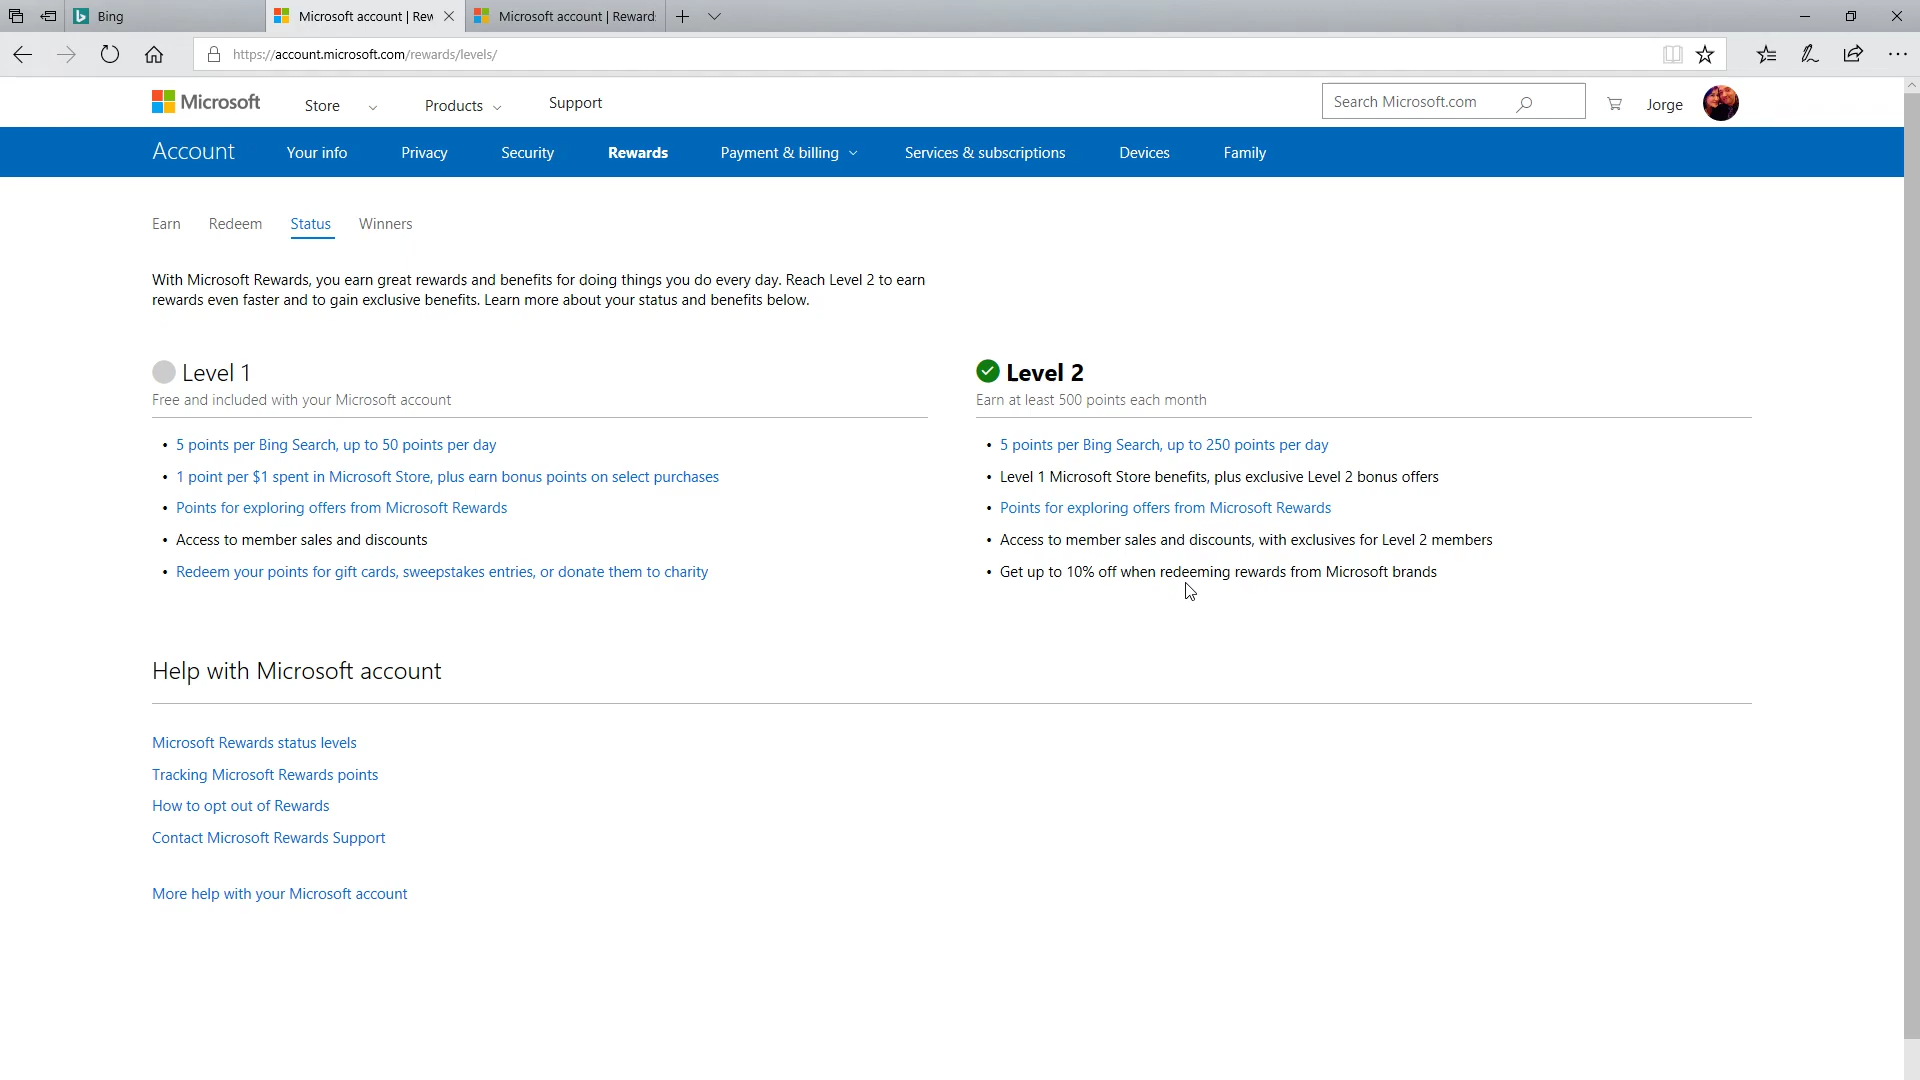 Bing
Microsoft account | Rew
Microsoft account | Reward
https://account.microsoft.com/rewards/levels/
Microsoft
Store
Products
Support
Search Microsoft.com
Jorge
Account
Your info
Privacy
Security
Rewards
Payment & billing
Services & subscriptions
Devices
Family
Earn
Redeem
Status
Winners
With Microsoft Rewards, you earn great rewards and benefits for doing things you do every day. Reach Level 2 to earn
rewards even faster and to gain exclusive benefits. Learn more about your status and benefits below.
Level 1
Free and included with your Microsoft account
• 5 points per Bing Search, up to 50 points per day
• 1 point per $1 spent in Microsoft Store, plus earn bonus points on select purchases
• Points for exploring offers from Microsoft Rewards
• Access to member sales and discounts
• Redeem your points for gift cards, sweepstakes entries, or donate them to charity
Level 2
Earn at least 500 points each month
• 5 points per Bing Search, up to 250 points per day
• Level 1 Microsoft Store benefits, plus exclusive Level 2 bonus offers
• Points for exploring offers from Microsoft Rewards
• Access to member sales and discounts, with exclusives for Level 2 members
• Get up to 10% off when redeeming rewards from Microsoft brands
Help with Microsoft account
Microsoft Rewards status levels
Tracking Microsoft Rewards points
How to opt out of Rewards
Contact Microsoft Rewards Support
More help with your Microsoft account